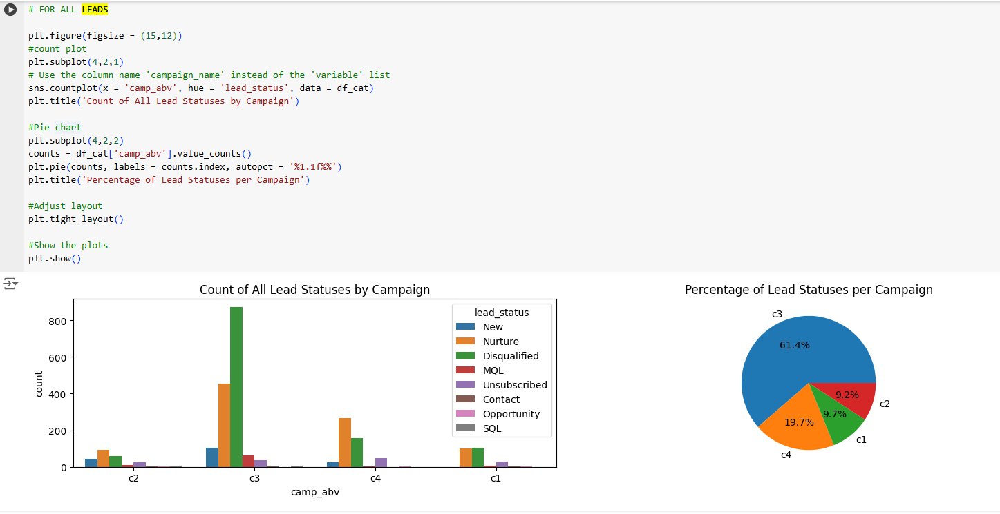 # FOR ALL LEADS
plt.figure(figsize = (15,12))
#count plot
plt.subplot(4,2,1)
# Use the column name 'campaign_name' instead of the 'variable' list
sns.countplot(x = 'camp_abv', hue = 'lead_status', data = df_cat)
plt.title('Count of All Lead Statuses by Campaign')
#Pie chart
plt.subplot(4,2,2)
counts = df_cat['camp_abv'].value_counts()
plt.pie(counts, labels = counts.index, autopct = '%1.1f%%')
plt.title('Percentage of Lead Statuses per Campaign')
#Adjust layout
plt.tight_layout()
#Show the plots
plt.show()
Count of All Lead Statuses by Campaign
800
600
400
200
0
count
lead_status
New
Nurture
Disqualified
MQL
Unsubscribed
Contact
Opportunity
SQL
c2
c3
c4
c1
camp_abv
Percentage of Lead Statuses per Campaign
c3
61.4%
9.2%
c2
9.7%
19.7%
c1
c4